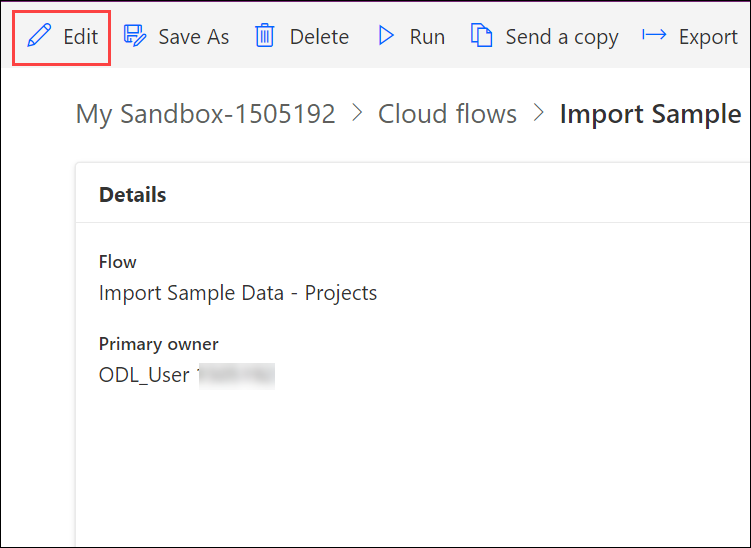 Edit Save As Delete Run Send a copy Export
My Sandbox-1505192 > Cloud flows > Import Sample
Details
Flow
Import Sample Data - Projects
Primary owner
ODL_User